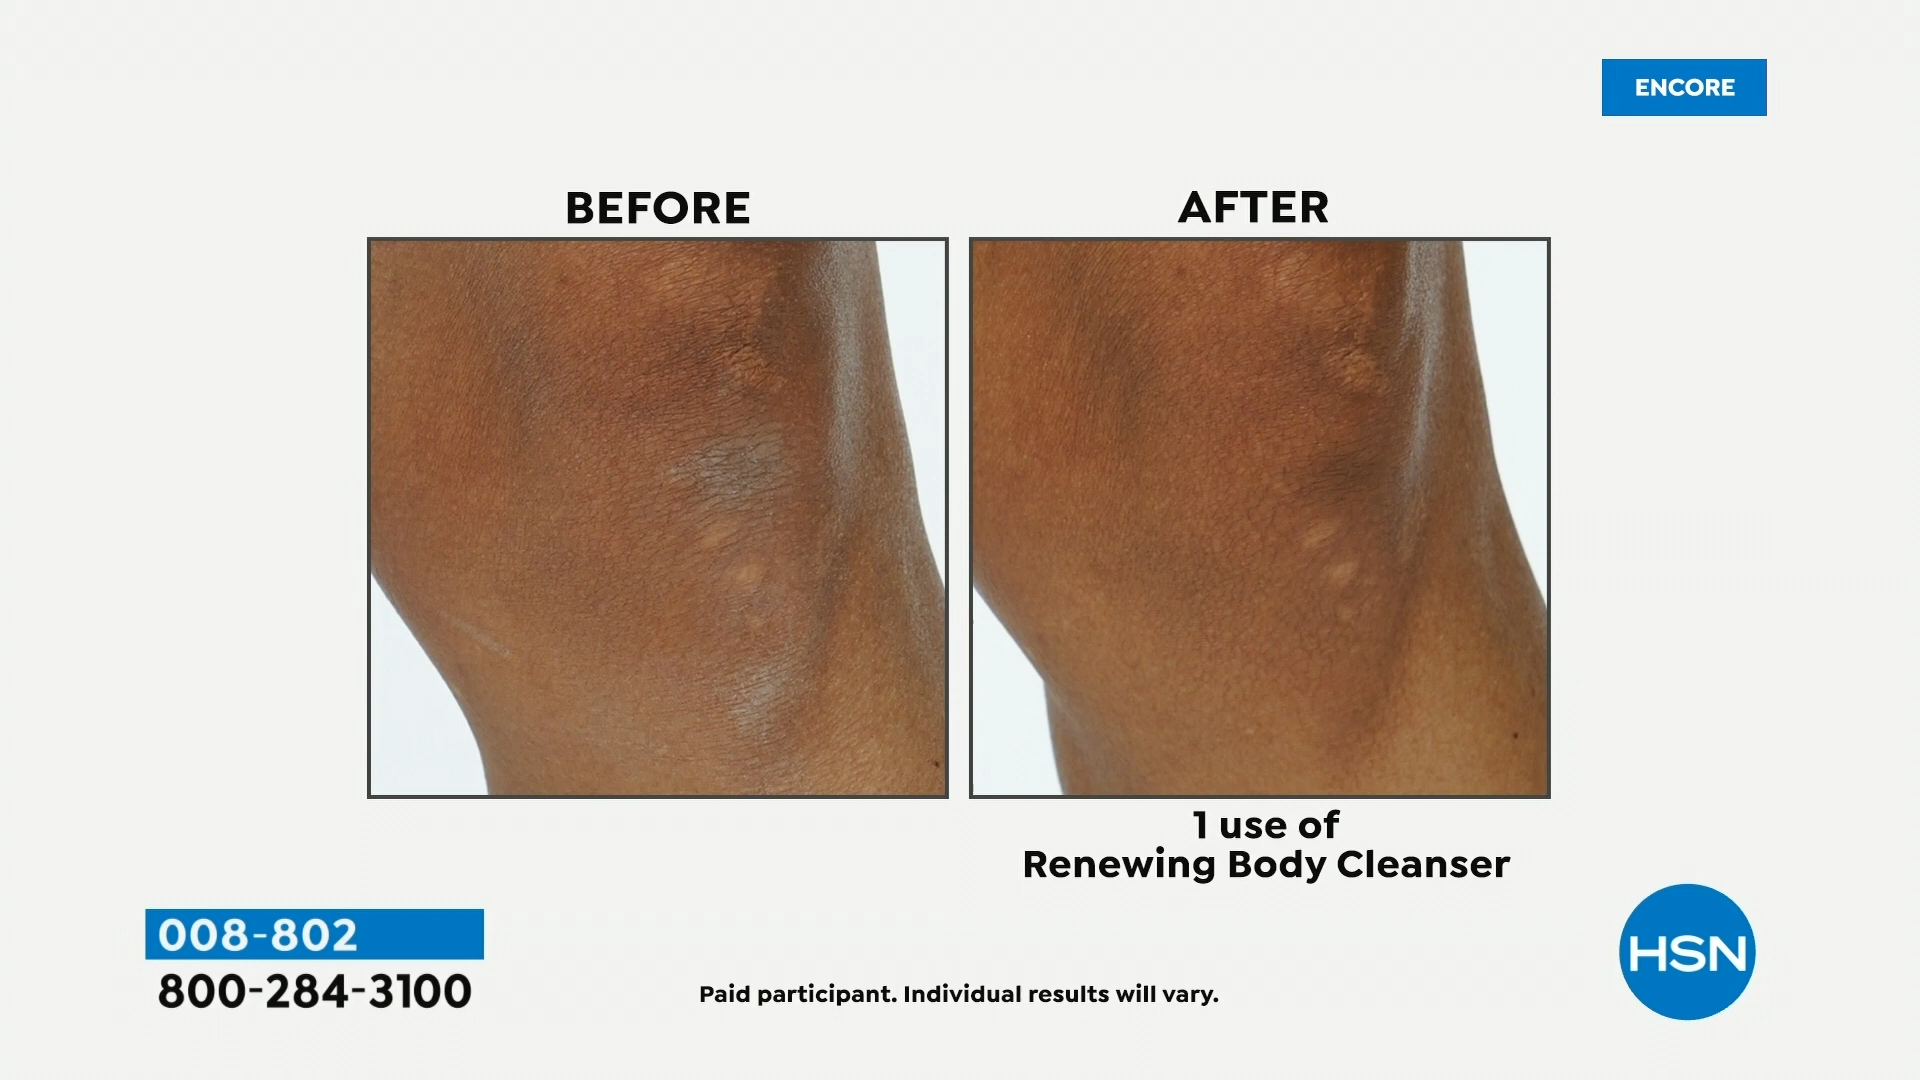 ENCORE
BEFORE
AFTER
1 use of
Renewing Body Cleanser
008-802
800-284-3100
Paid participant. Individual results will vary.
HSN